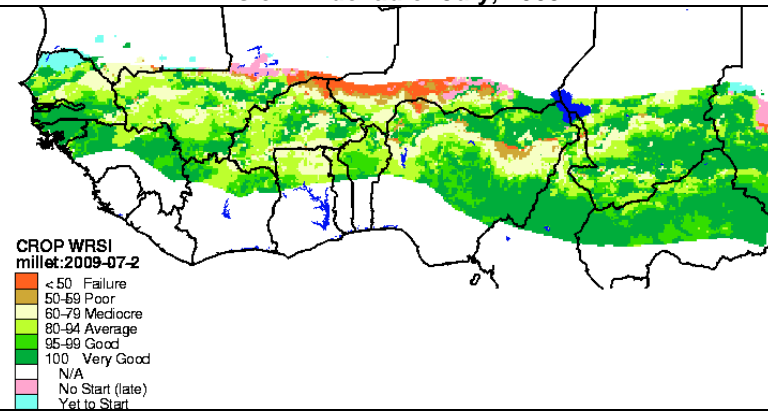 CROP WRSI
millet:2009-07-2
<50 Failure
50-59 Poor
60-79 Mediocre
80-94 Average
95-99 Good
100 Very Good
N/A
No Start (late)
Yet to Start